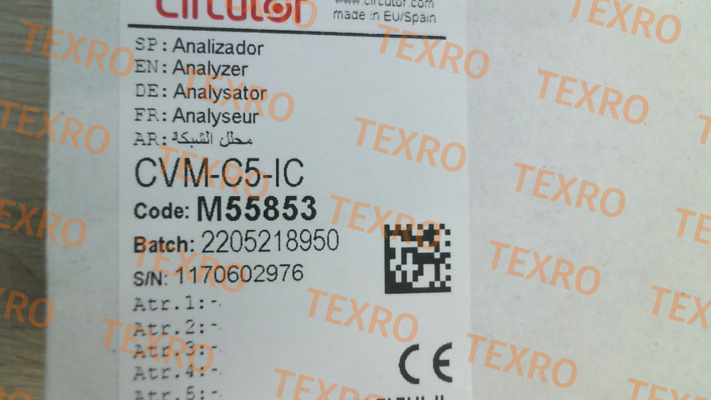 Circutor
www.circutor.com
made in EU/Spain
SP: Analizador
EN: Analyzer
DE: Analysator
FR: Analyseur
AR: محلل الشبكة
CVM-C5-IC
Code: M55853
Batch: 2205218950
S/N: 1170602976
Atr.1:-
Atr.2:-
Atr.3:-
Atr.4:-
Atr.5:-
CE
TEXRO